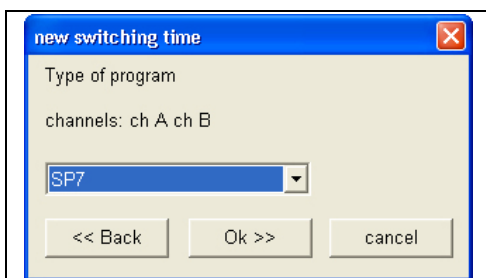 new switching time
Type of program
channels: ch A ch B
SP7
<< Back Ok >> cancel